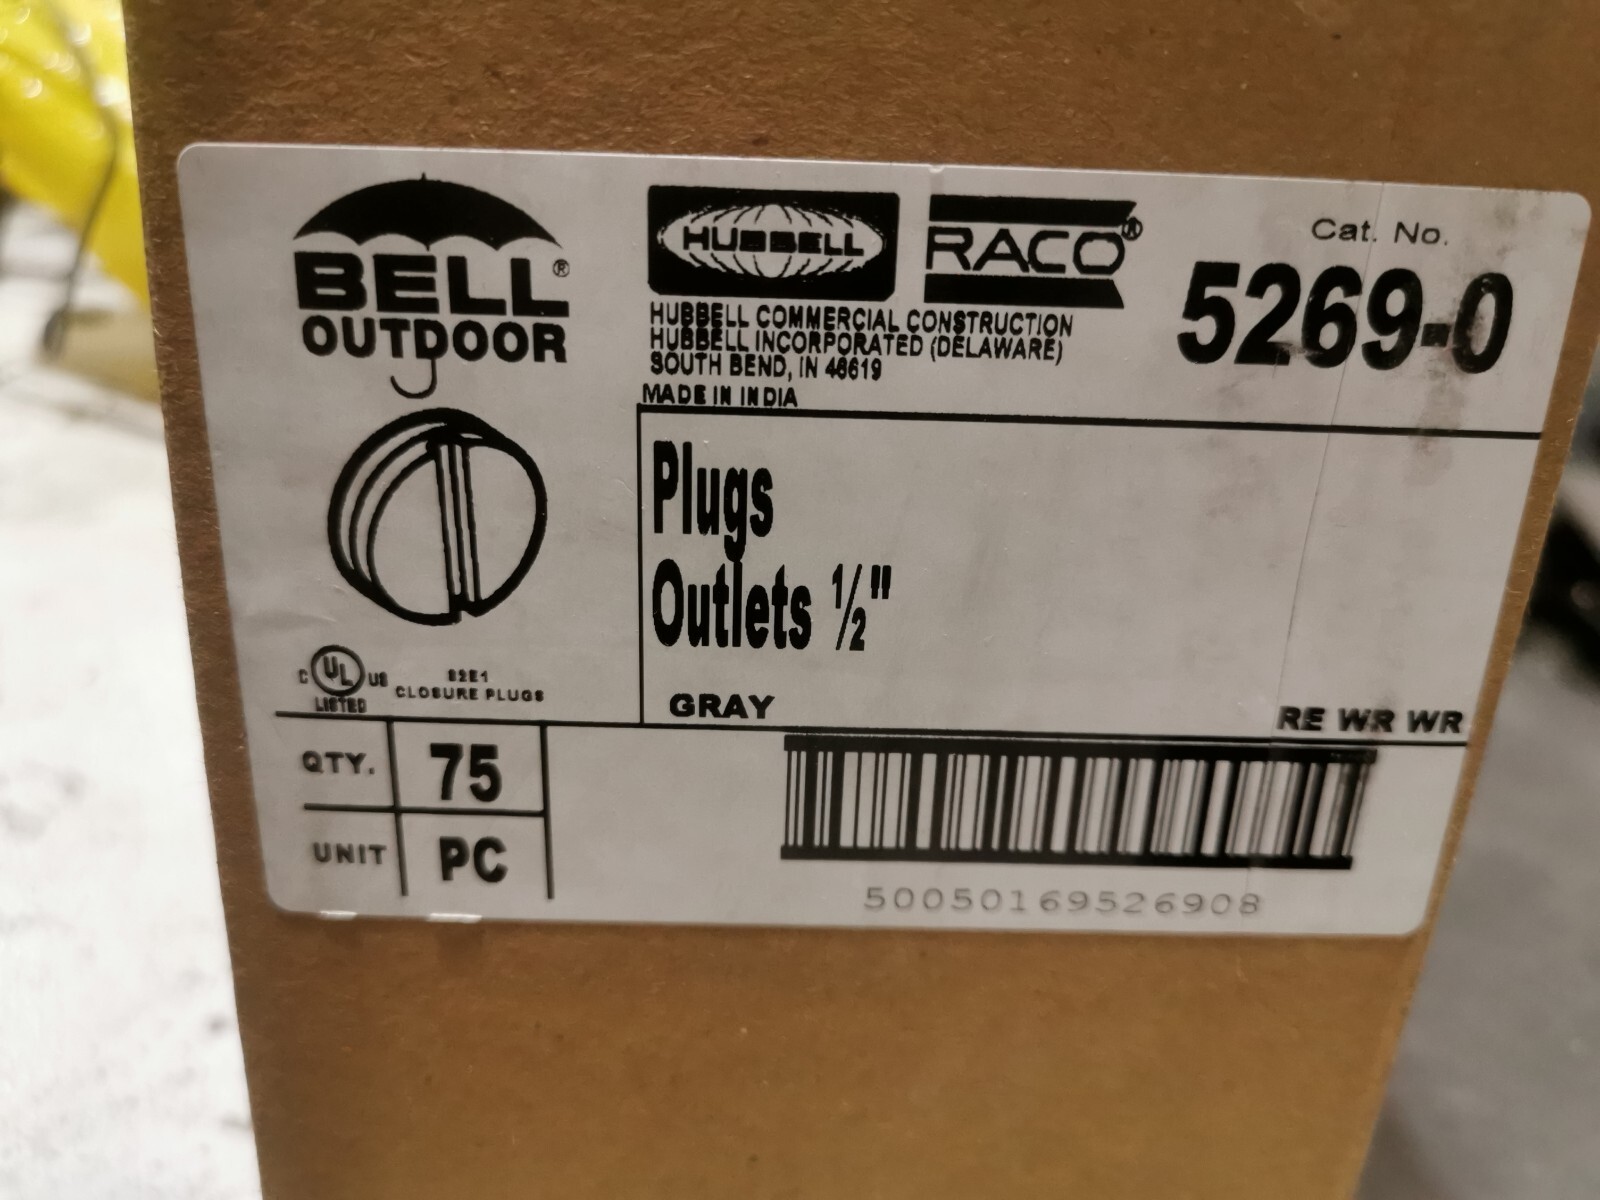 BELL®
OUTDOOR
HUBBELL
RACO®
HUBBELL COMMERCIAL CONSTRUCTION
HUBBELL INCORPORATED (DELAWARE)
SOUTH BEND, IN 46619
MADE IN INDIA
Cat. No.
5269-0
Plugs
Outlets ½"
GRAY
RE WR WR
C UL US
LISTED
82E1
CLOSURE PLUGS
QTY. 75
UNIT PC
50050169526908